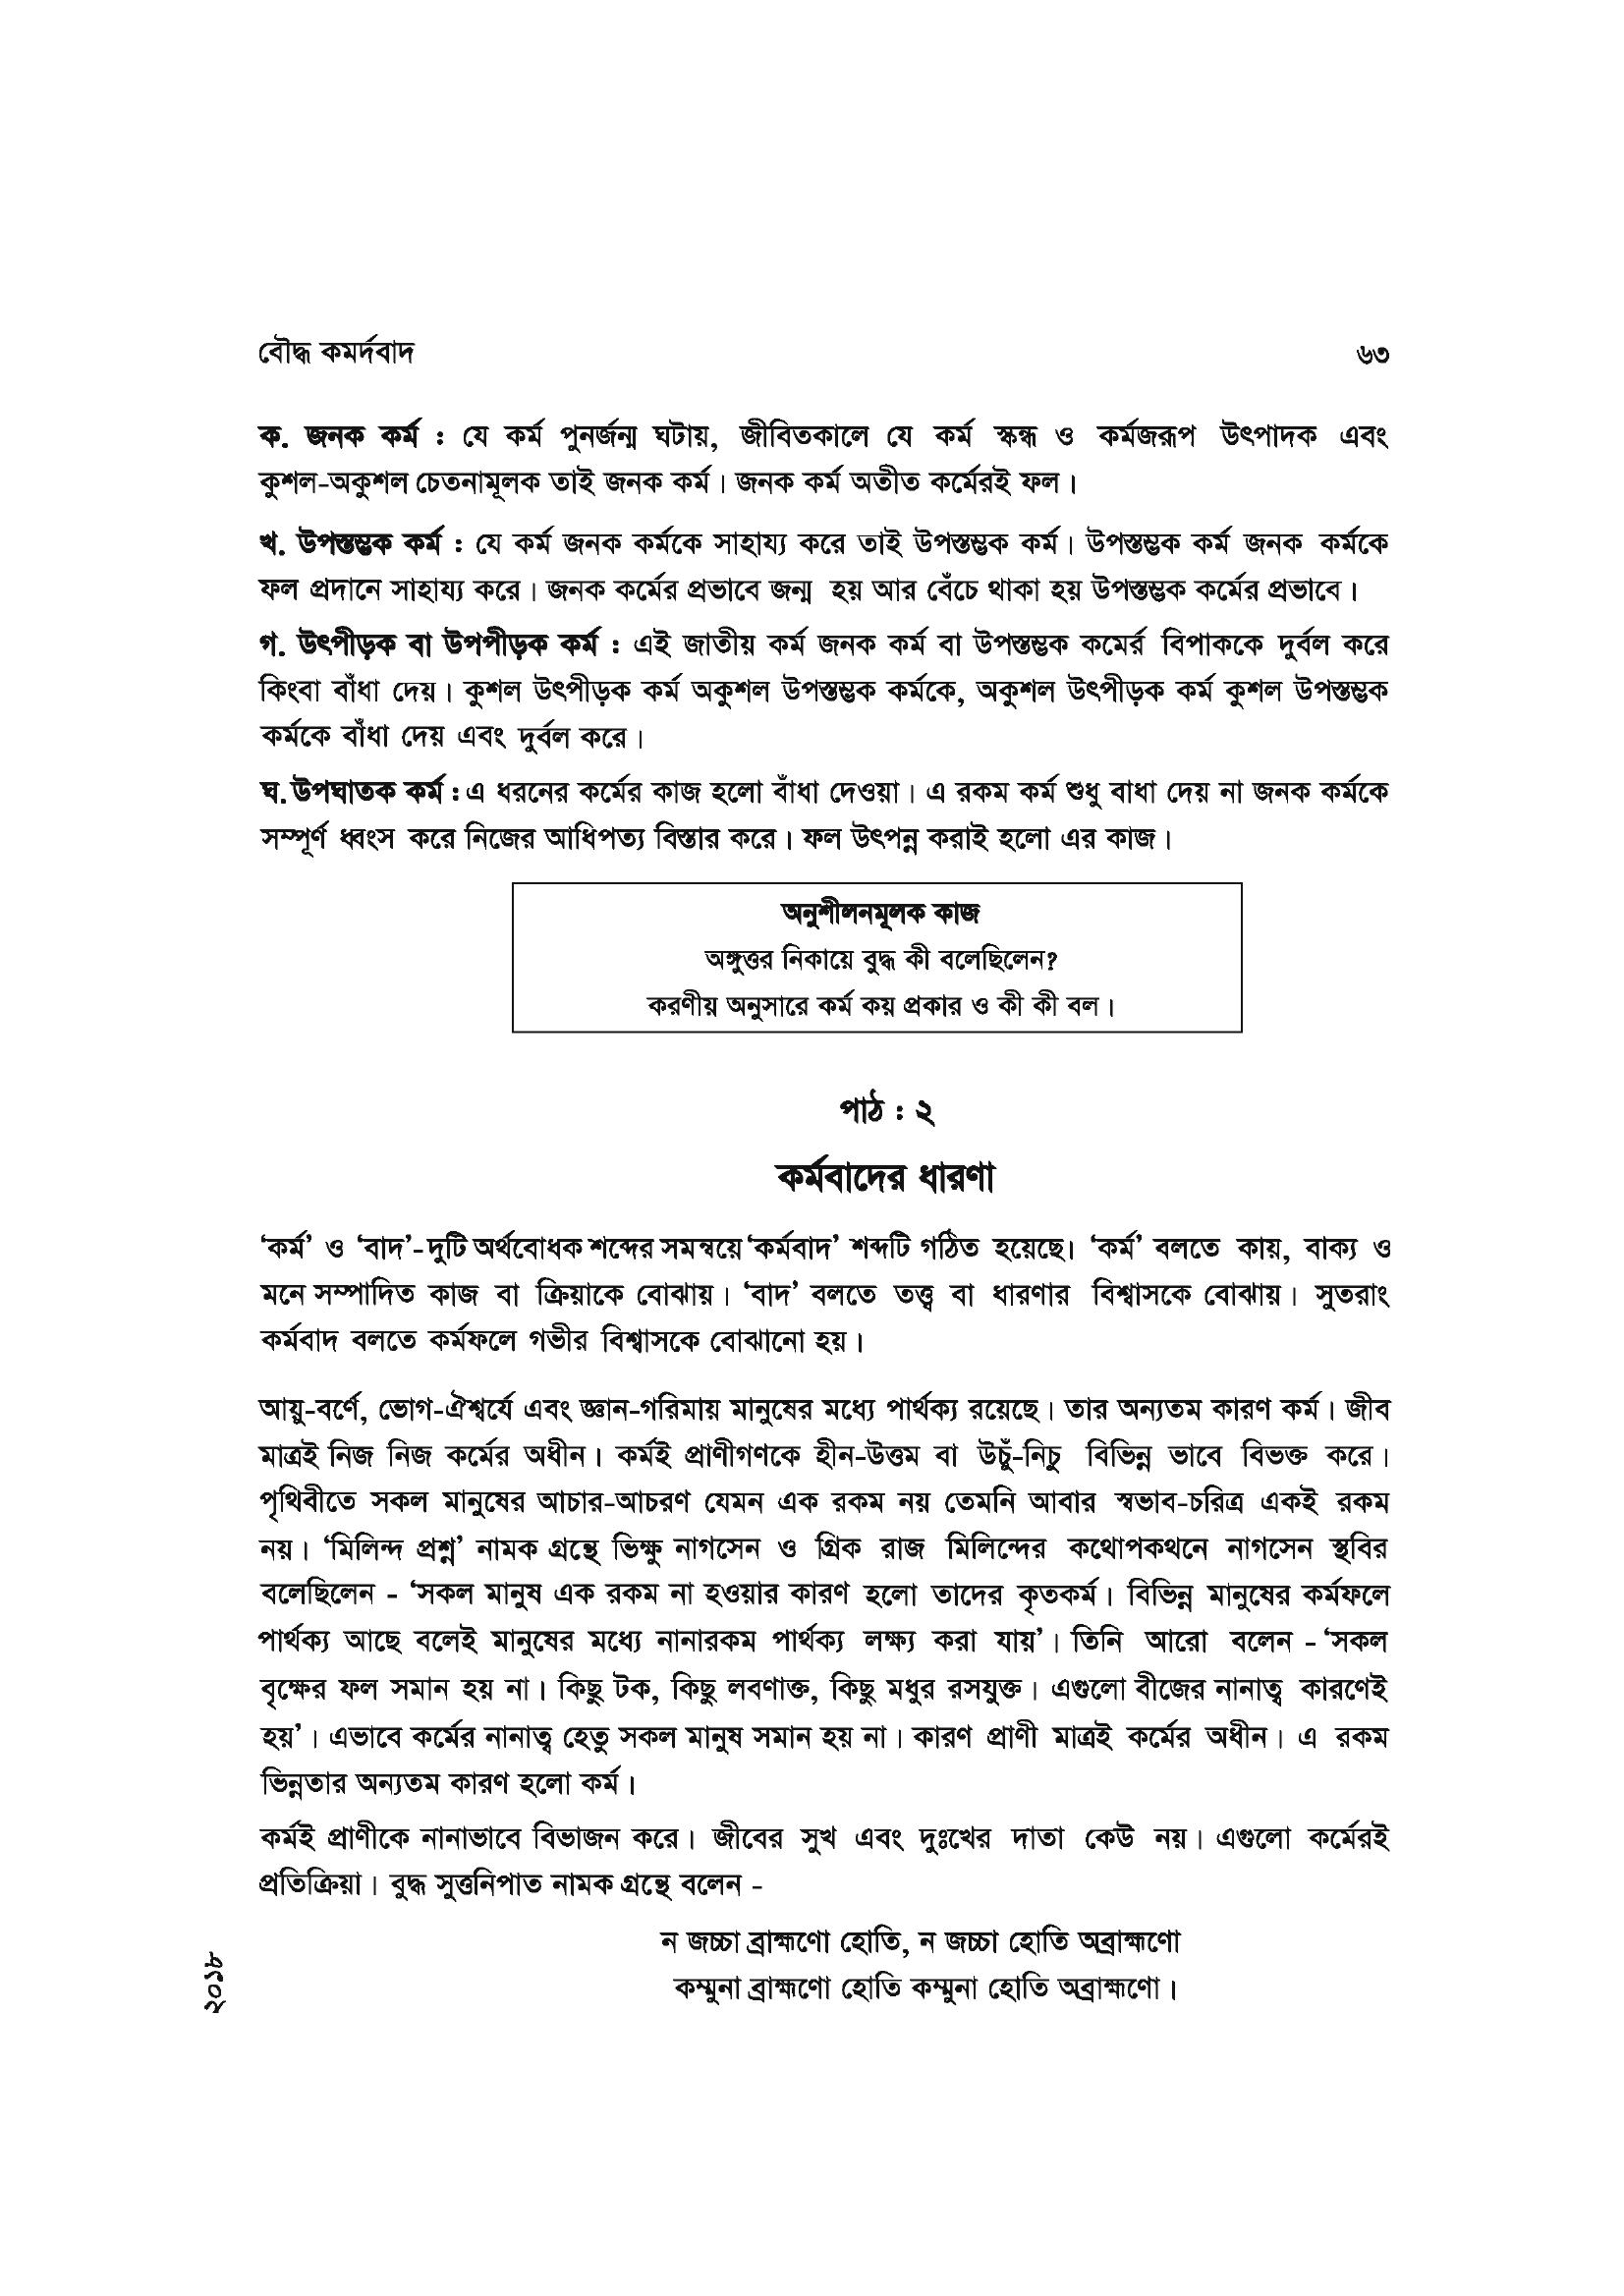 বৌদ্ধ কমর্দবাদ ৬৩
ক. জনক কর্ম : যে কর্ম পুনর্জন্ম ঘটায়, জীবিতকালে যে কর্ম স্কন্ধ ও কর্মজরূপ উৎপাদক এবং
কুশল-অকুশল চেতনামূলক তাই জনক কর্ম। জনক কর্ম অতীত কর্মেরই ফল।
খ. উপস্তম্ভক কর্ম : যে কর্ম জনক কর্মকে সাহায্য করে তাই উপস্তম্ভক কর্ম। উপস্তম্ভক কর্ম জনক কর্মকে
ফল প্রদানে সাহায্য করে। জনক কর্মের প্রভাবে জন্ম হয় আর বেঁচে থাকা হয় উপস্তম্ভক কর্মের প্রভাবে।
গ. উৎপীড়ক বা উপপীড়ক কর্ম : এই জাতীয় কর্ম জনক কর্ম বা উপস্তম্ভক কমের্র বিপাককে দুর্বল করে
কিংবা বাঁধা দেয়। কুশল উৎপীড়ক কর্ম অকুশল উপস্তম্ভক কর্মকে, অকুশল উৎপীড়ক কর্ম কুশল উপস্তম্ভক
কর্মকে বাঁধা দেয় এবং দুর্বল করে।
ঘ. উপঘাতক কর্ম : এ ধরনের কর্মের কাজ হলো বাঁধা দেওয়া। এ রকম কর্ম শুধু বাধা দেয় না জনক কর্মকে
সম্পূর্ণ ধ্বংস করে নিজের আধিপত্য বিস্তার করে। ফল উৎপন্ন করাই হলো এর কাজ।
অনুশীলনমূলক কাজ
অঙ্গুত্তর নিকায়ে বুদ্ধ কী বলেছিলেন?
করণীয় অনুসারে কর্ম কয় প্রকার ও কী কী বল।
পাঠ : ২
কর্মবাদের ধারণা
‘কর্ম’ ও ‘বাদ’- দুটি অর্থবোধক শব্দের সমন্বয়ে ‘কর্মবাদ’ শব্দটি গঠিত হয়েছে। ‘কর্ম’ বলতে কায়, বাক্য ও
মনে সম্পাদিত কাজ বা ক্রিয়াকে বোঝায়। ‘বাদ’ বলতে তত্ত্ব বা ধারণার বিশ্বাসকে বোঝায়। সুতরাং
কর্মবাদ বলতে কর্মফলে গভীর বিশ্বাসকে বোঝানো হয়।
আয়ু-বর্ণে, ভোগ-ঐশ্বর্যে এবং জ্ঞান-গরিমায় মানুষের মধ্যে পার্থক্য রয়েছে। তার অন্যতম কারণ কর্ম। জীব
মাত্রই নিজ নিজ কর্মের অধীন। কর্মই প্রাণীগণকে হীন-উত্তম বা উচুঁ-নিচু বিভিন্ন ভাবে বিভক্ত করে।
পৃথিবীতে সকল মানুষের আচার-আচরণ যেমন এক রকম নয় তেমনি আবার স্বভাব-চরিত্র একই রকম
নয়। ‘মিলিন্দ প্রশ্ন’ নামক গ্রন্থে ভিক্ষু নাগসেন ও গ্রিক রাজ মিলিন্দের কথোপকথনে নাগসেন স্থবির
বলেছিলেন - ‘সকল মানুষ এক রকম না হওয়ার কারণ হলো তাদের কৃতকর্ম। বিভিন্ন মানুষের কর্মফলে
পার্থক্য আছে বলেই মানুষের মধ্যে নানারকম পার্থক্য লক্ষ্য করা যায়’। তিনি আরো বলেন - ‘সকল
বৃক্ষের ফল সমান হয় না। কিছু টক, কিছু লবণাক্ত, কিছু মধুর রসযুক্ত। এগুলো বীজের নানাত্ব কারণেই
হয়’। এভাবে কর্মের নানাত্ব হেতু সকল মানুষ সমান হয় না। কারণ প্রাণী মাত্রই কর্মের অধীন। এ রকম
ভিন্নতার অন্যতম কারণ হলো কর্ম।
কর্মই প্রাণীকে নানাভাবে বিভাজন করে। জীবের সুখ এবং দুঃখের দাতা কেউ নয়। এগুলো কর্মেরই
প্রতিক্রিয়া। বুদ্ধ সুত্তনিপাত নামক গ্রন্থে বলেন -
ন জচ্চা ব্রাহ্মণো হোতি, ন জচ্চা হোতি অব্রাহ্মণো
কম্মুনা ব্রাহ্মণো হোতি কম্মুনা হোতি অব্রাহ্মণো।
২০১৮